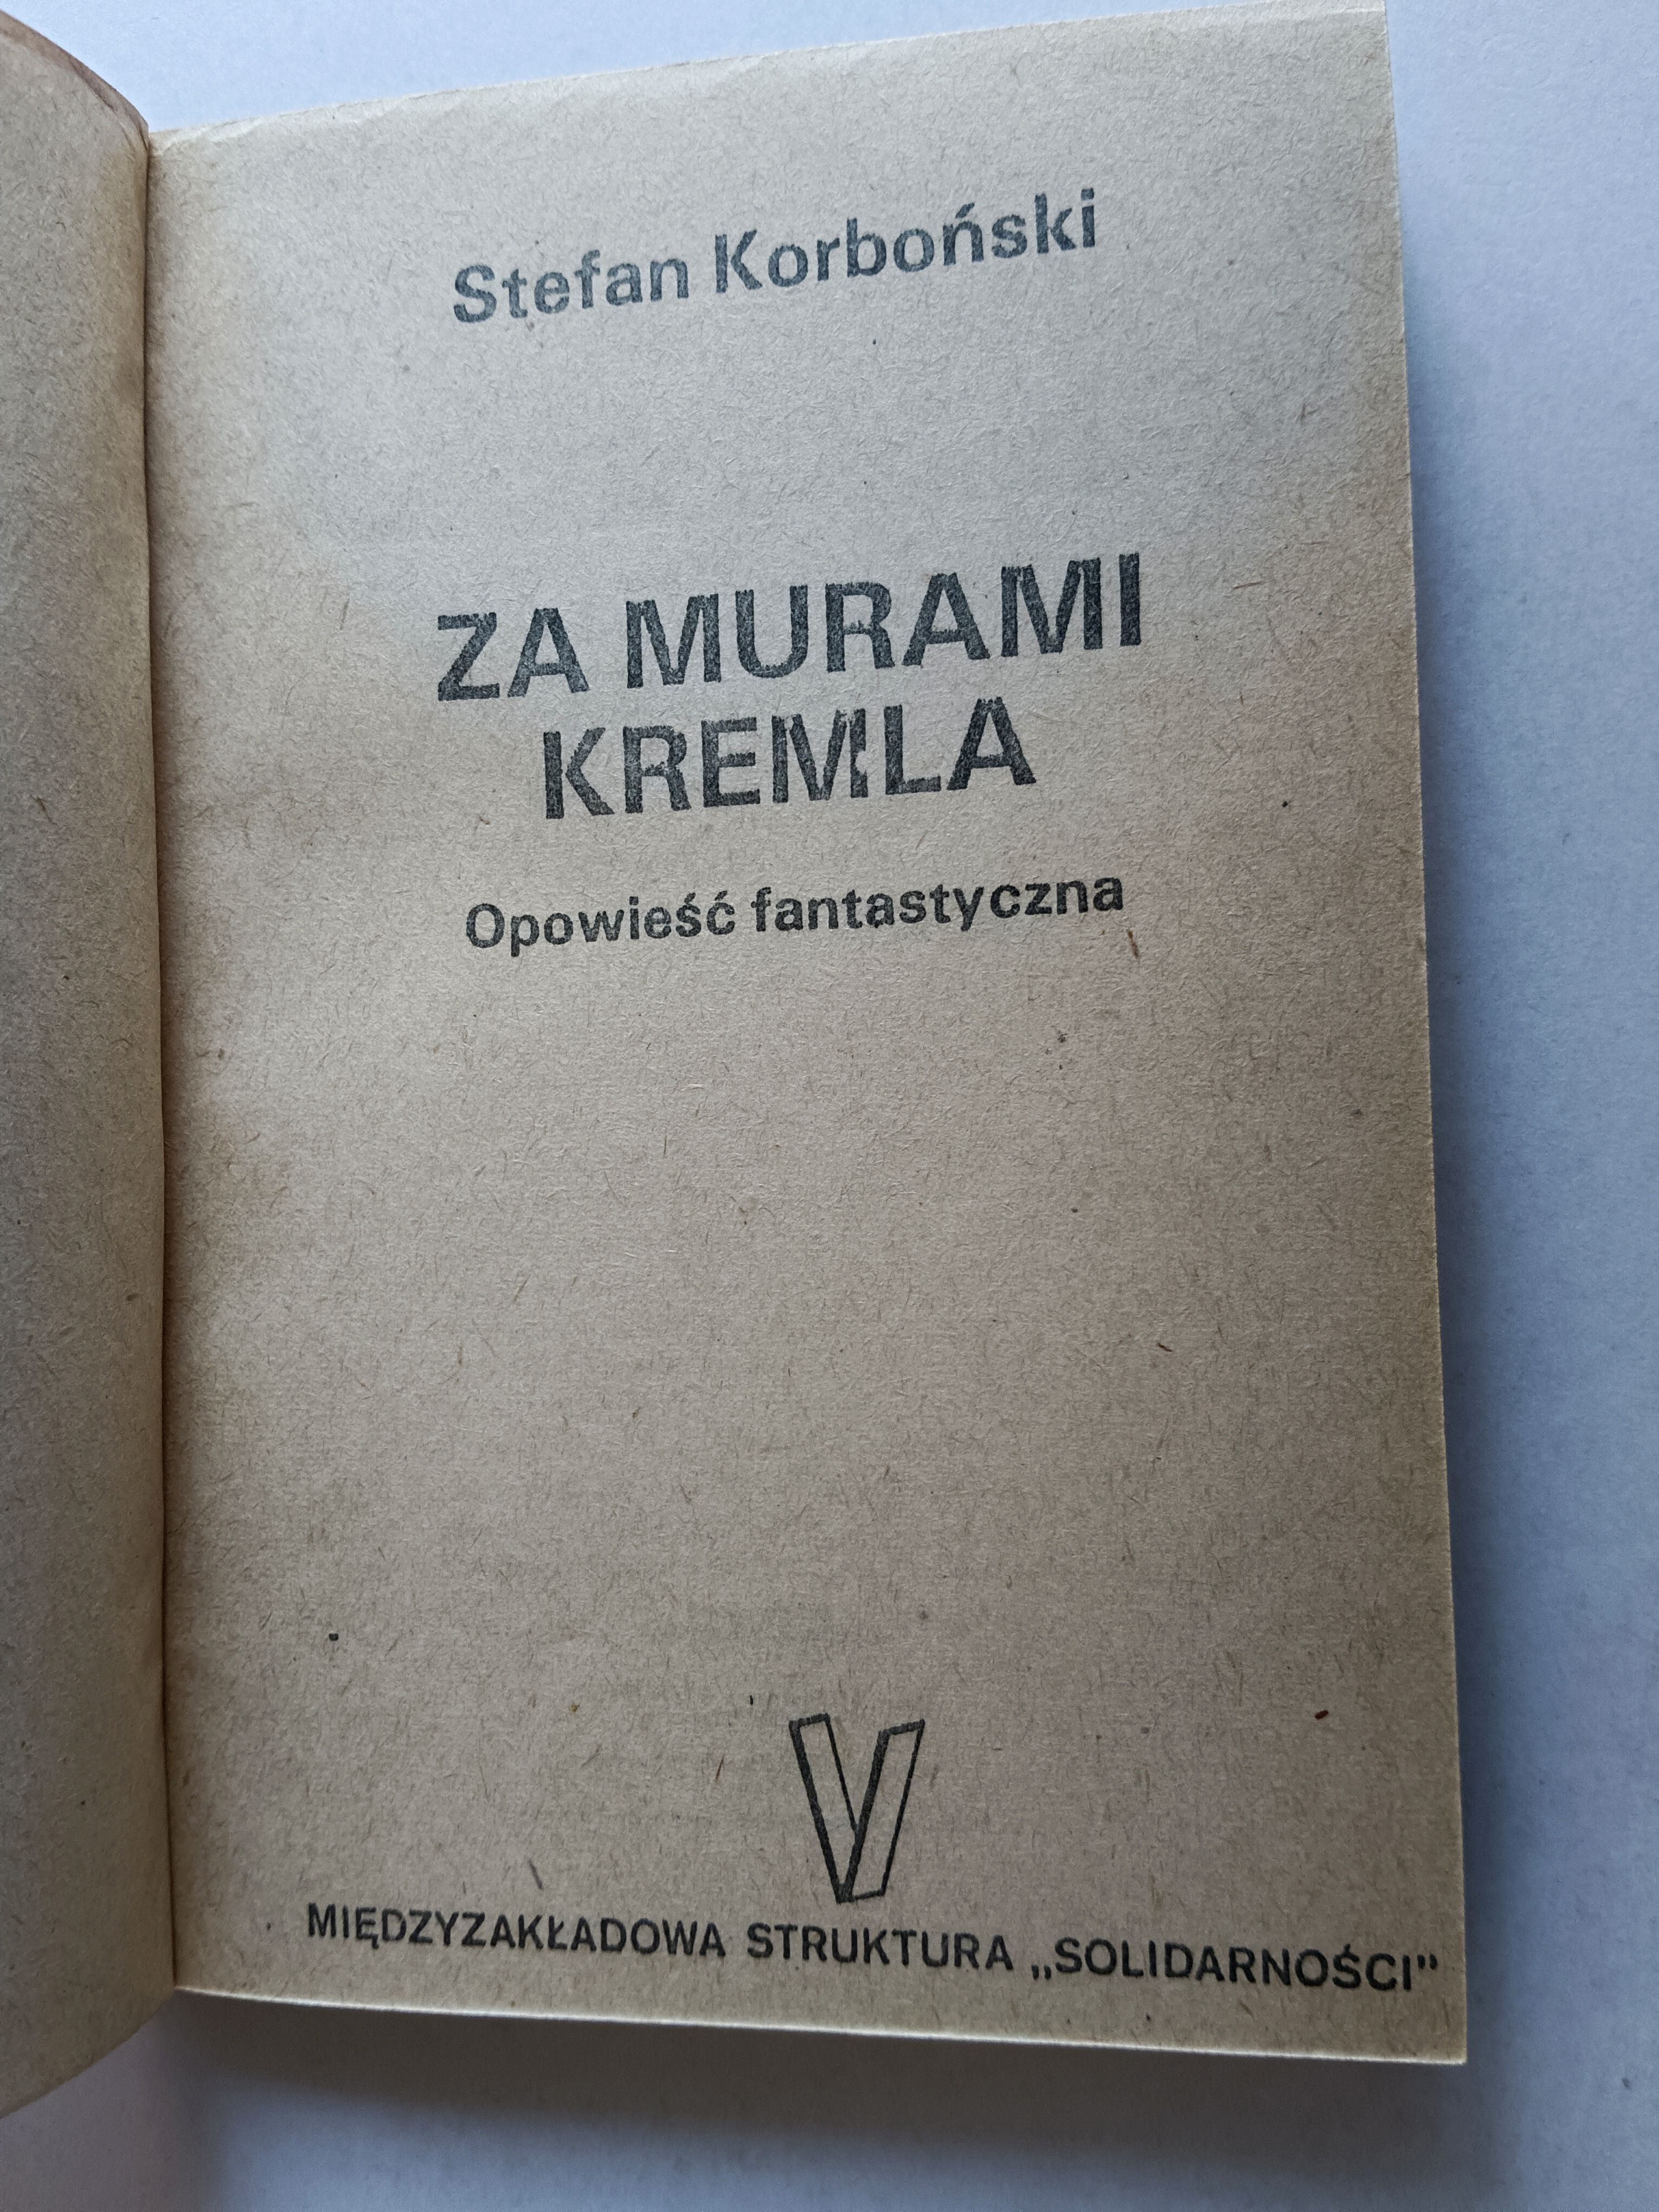 Stefan Korboński
ZA MURAMI
KREMLA
Opowieść fantastyczna
V
MIĘDZYZAKŁADOWA STRUKTURA „SOLIDARNOŚCI"